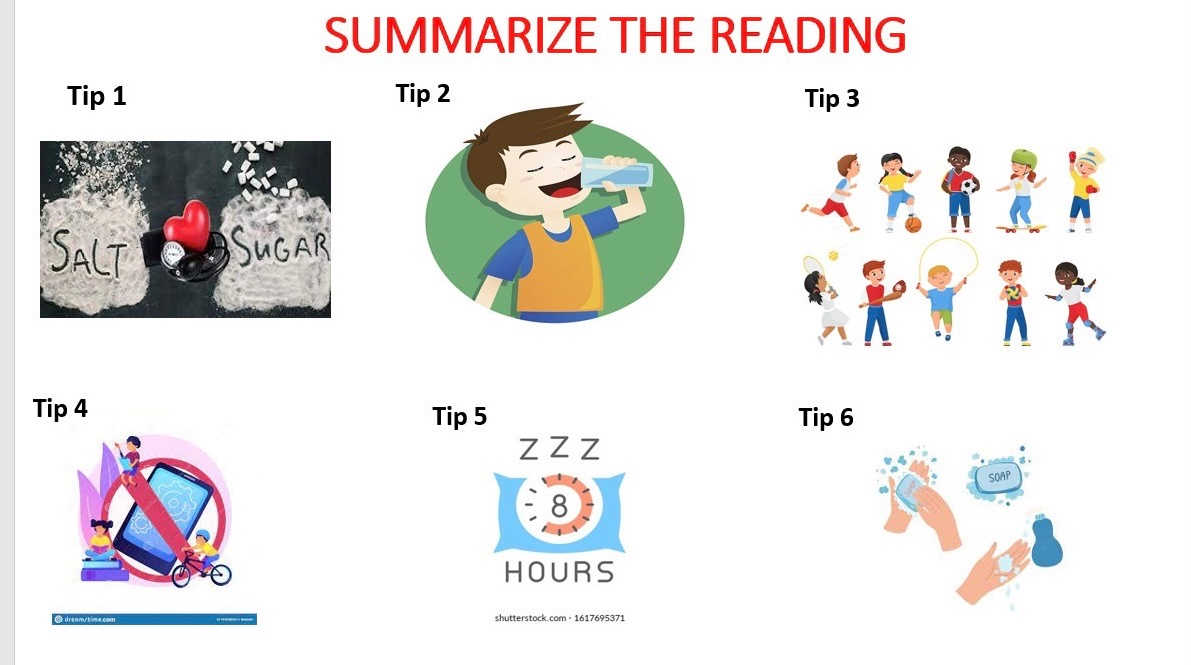 SUMMARIZE THE READING
Tip 1
Tip 2
Tip 3
SALT
SUGAR
Tip 4
Tip 5
Tip 6
Z Z Z
8
HOURS
SOAP
dreamstime.com
shutterstock.com · 1617695371